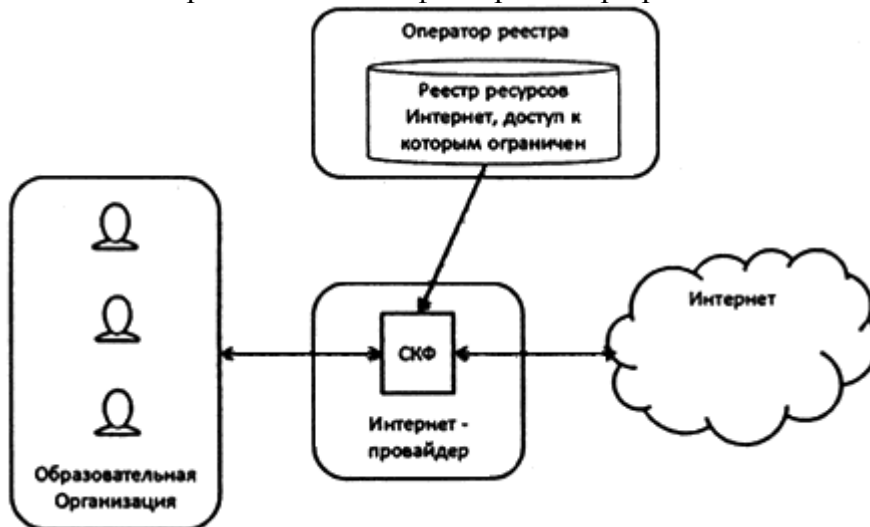 Оператор реестра
Реестр ресурсов
Интернет, доступ к
которым ограничен
Интернет
СКФ
Интернет -
провайдер
Образовательная
Организация